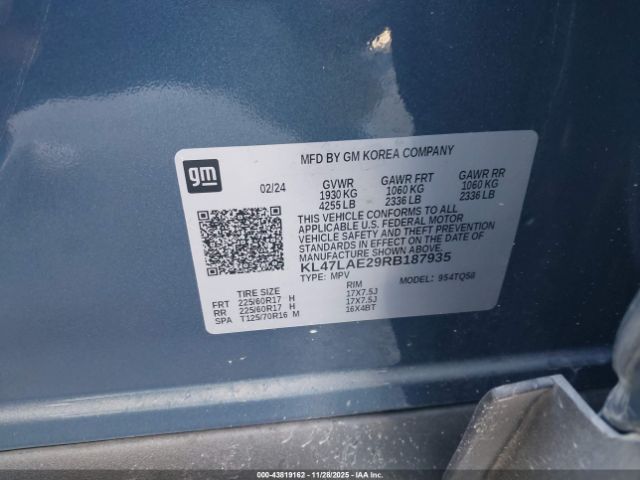 gm
MFD BY GM KOREA COMPANY
02/24 GVWR GAWR FRT GAWR RR
1930 KG 1060 KG 1060 KG
4255 LB 2336 LB 2336 LB
THIS VEHICLE CONFORMS TO ALL
APPLICABLE U.S. FEDERAL MOTOR
VEHICLE SAFETY AND THEFT PREVENTION
STANDARDS IN EFFECT ON THE DATE OF
MANUFACTURE SHOWN ABOVE.
KL47LAE29RB187935
TYPE: MPV MODEL: 954TQ58
TIRE SIZE RIM
FRT 225/60R17 H 17X7.5J
RR 225/60R17 H 17X7.5J
SPA T125/70R16 M 16X4BT
000-43819162 - 11/28/2025 - IAAI.CA